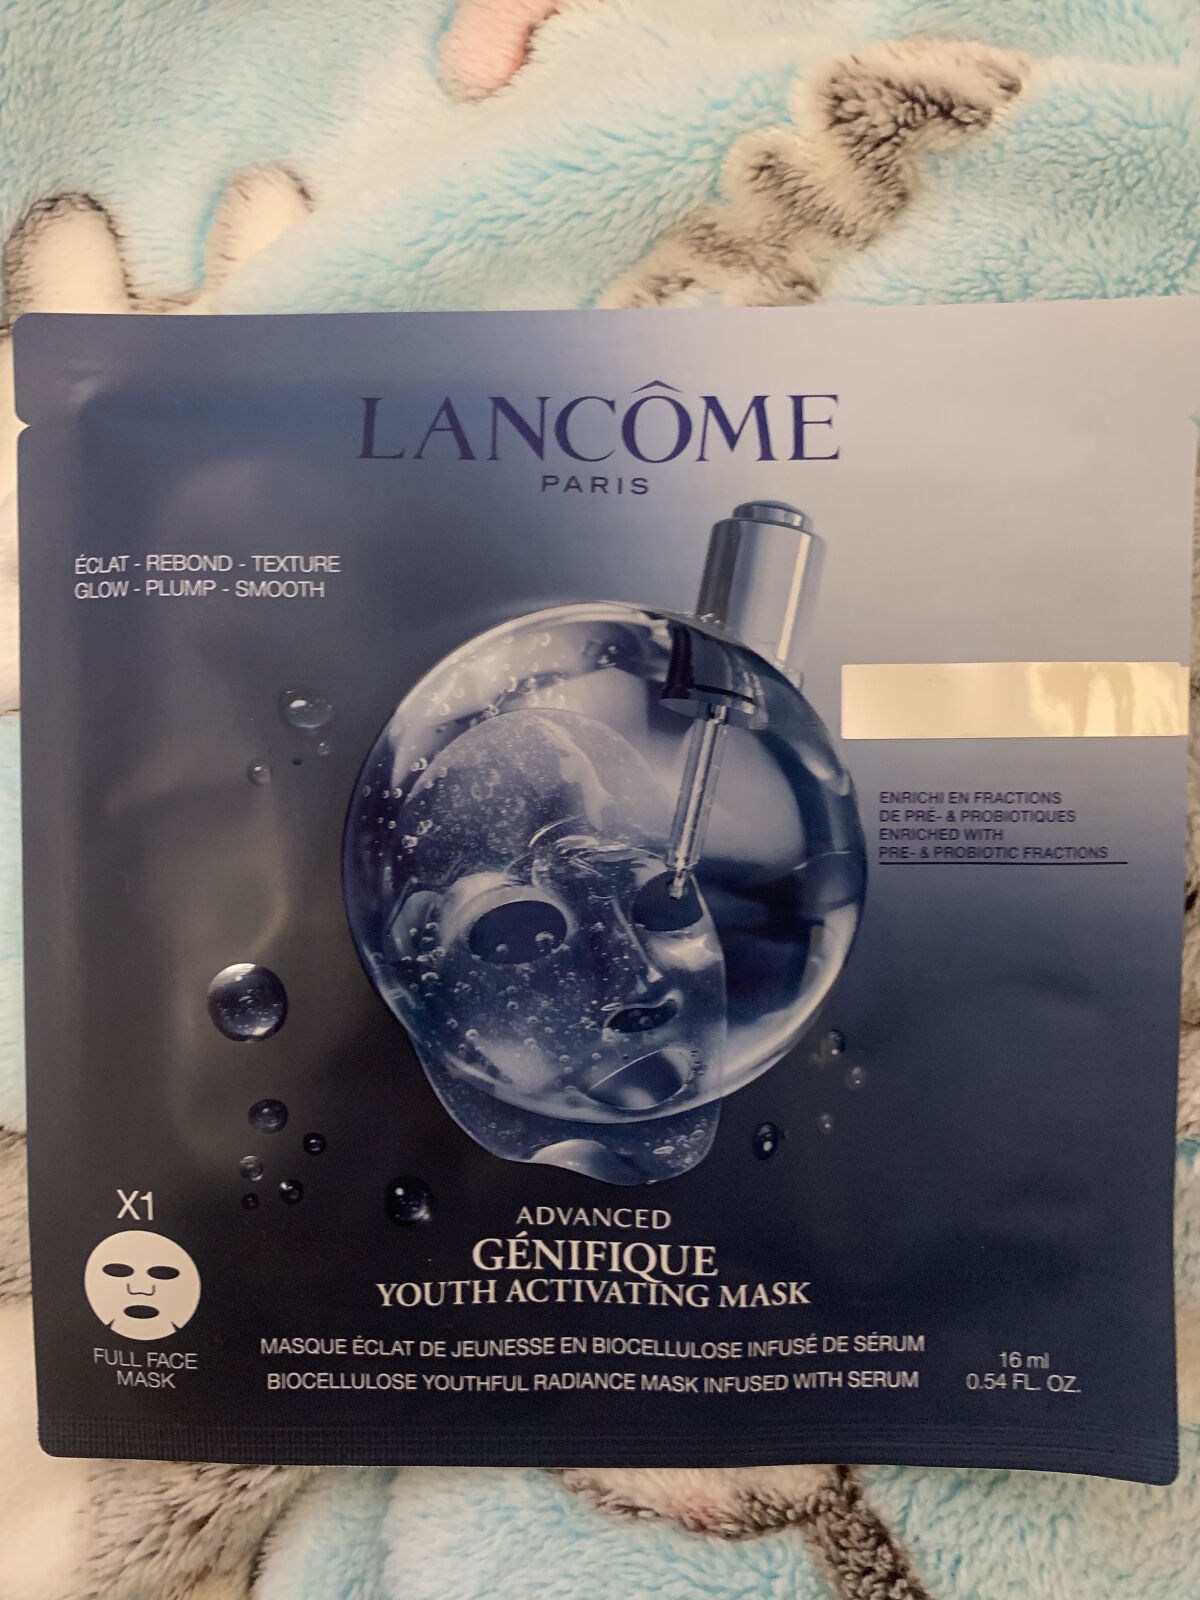 LANCÔME
PARIS
ÉCLAT - REBOND - TEXTURE
GLOW - PLUMP - SMOOTH
ENRICHI EN FRACTIONS
DE PRÉ- & PROBIOTIQUES
ENRICHED WITH
PRE- & PROBIOTIC FRACTIONS
X1
FULL FACE
MASK
ADVANCED
GÉNIFIQUE
YOUTH ACTIVATING MASK
MASQUE ÉCLAT DE JEUNESSE EN BIOCELLULOSE INFUSÉ DE SÉRUM
BIOCELLULOSE YOUTHFUL RADIANCE MASK INFUSED WITH SERUM
16 ml
0.54 FL. OZ.